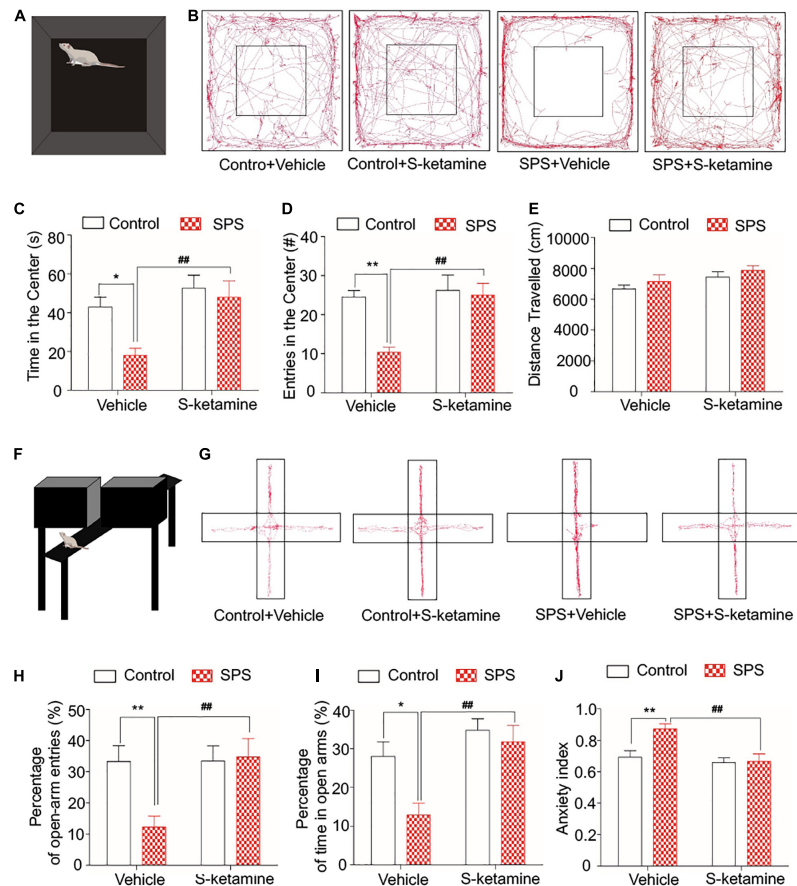 A
B
Contro+Vehicle
Control+S-ketamine
SPS+Vehicle
SPS+S-ketamine
C
Control
SPS
Time in the Center (s)
80
60
40
20
0
*
##
Vehicle
S-ketamine
D
Control
SPS
Entries in the Center (#)
40
30
20
10
0
**
##
Vehicle
S-ketamine
E
Control
SPS
Distance Travelled (cm)
10000
8000
6000
4000
2000
0
Vehicle
S-ketamine
F
G
Control+Vehicle
Control+S-ketamine
SPS+Vehicle
SPS+S-ketamine
H
Control
SPS
Percentage
of open-arm entries (%)
50
40
30
20
10
0
**
##
Vehicle
S-ketamine
I
Control
SPS
Percentage
of time in open arms (%)
40
30
20
10
0
*
##
Vehicle
S-ketamine
J
Control
SPS
Anxiety index
1.0
0.8
0.6
0.4
0.2
0
**
##
Vehicle
S-ketamine